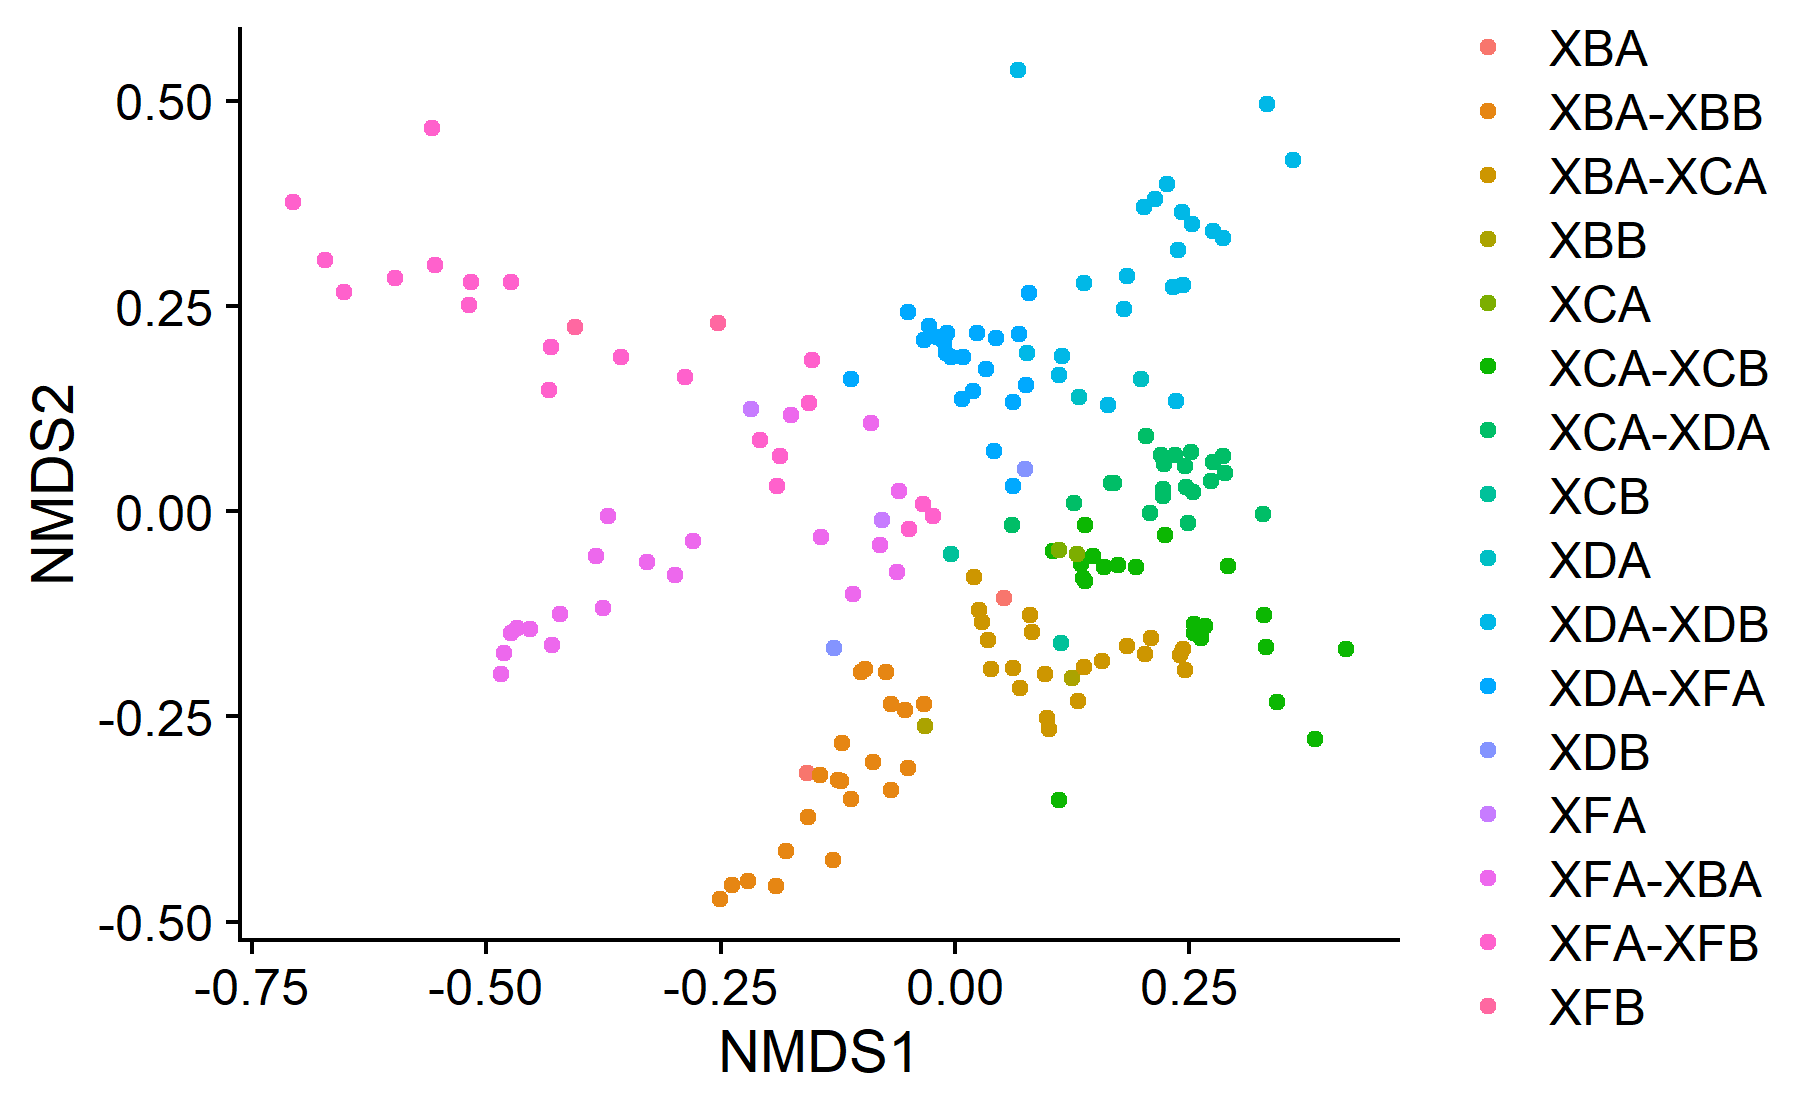 NMDS2
0.50
0.25
0.00
-0.25
-0.50
-0.75
-0.50
-0.25
0.00
0.25
NMDS1
XBA
XBA-XBB
XBA-XCA
XBB
XCA
XCA-XCB
XCA-XDA
XCB
XDA
XDA-XDB
XDA-XFA
XDB
XFA
XFA-XBA
XFA-XFB
XFB